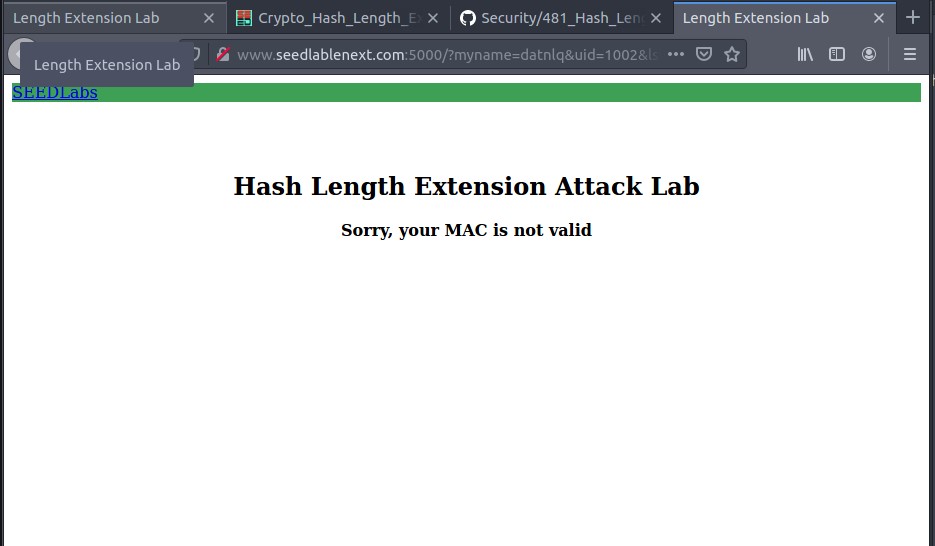 Length Extension Lab
Crypto_Hash_Length_E
Security/481_Hash_Len
Length Extension Lab
www.seedlablenext.com:5000/?myname=datnlq&uid=1002&ls
Length Extension Lab
SEEDLabs
Hash Length Extension Attack Lab
Sorry, your MAC is not valid